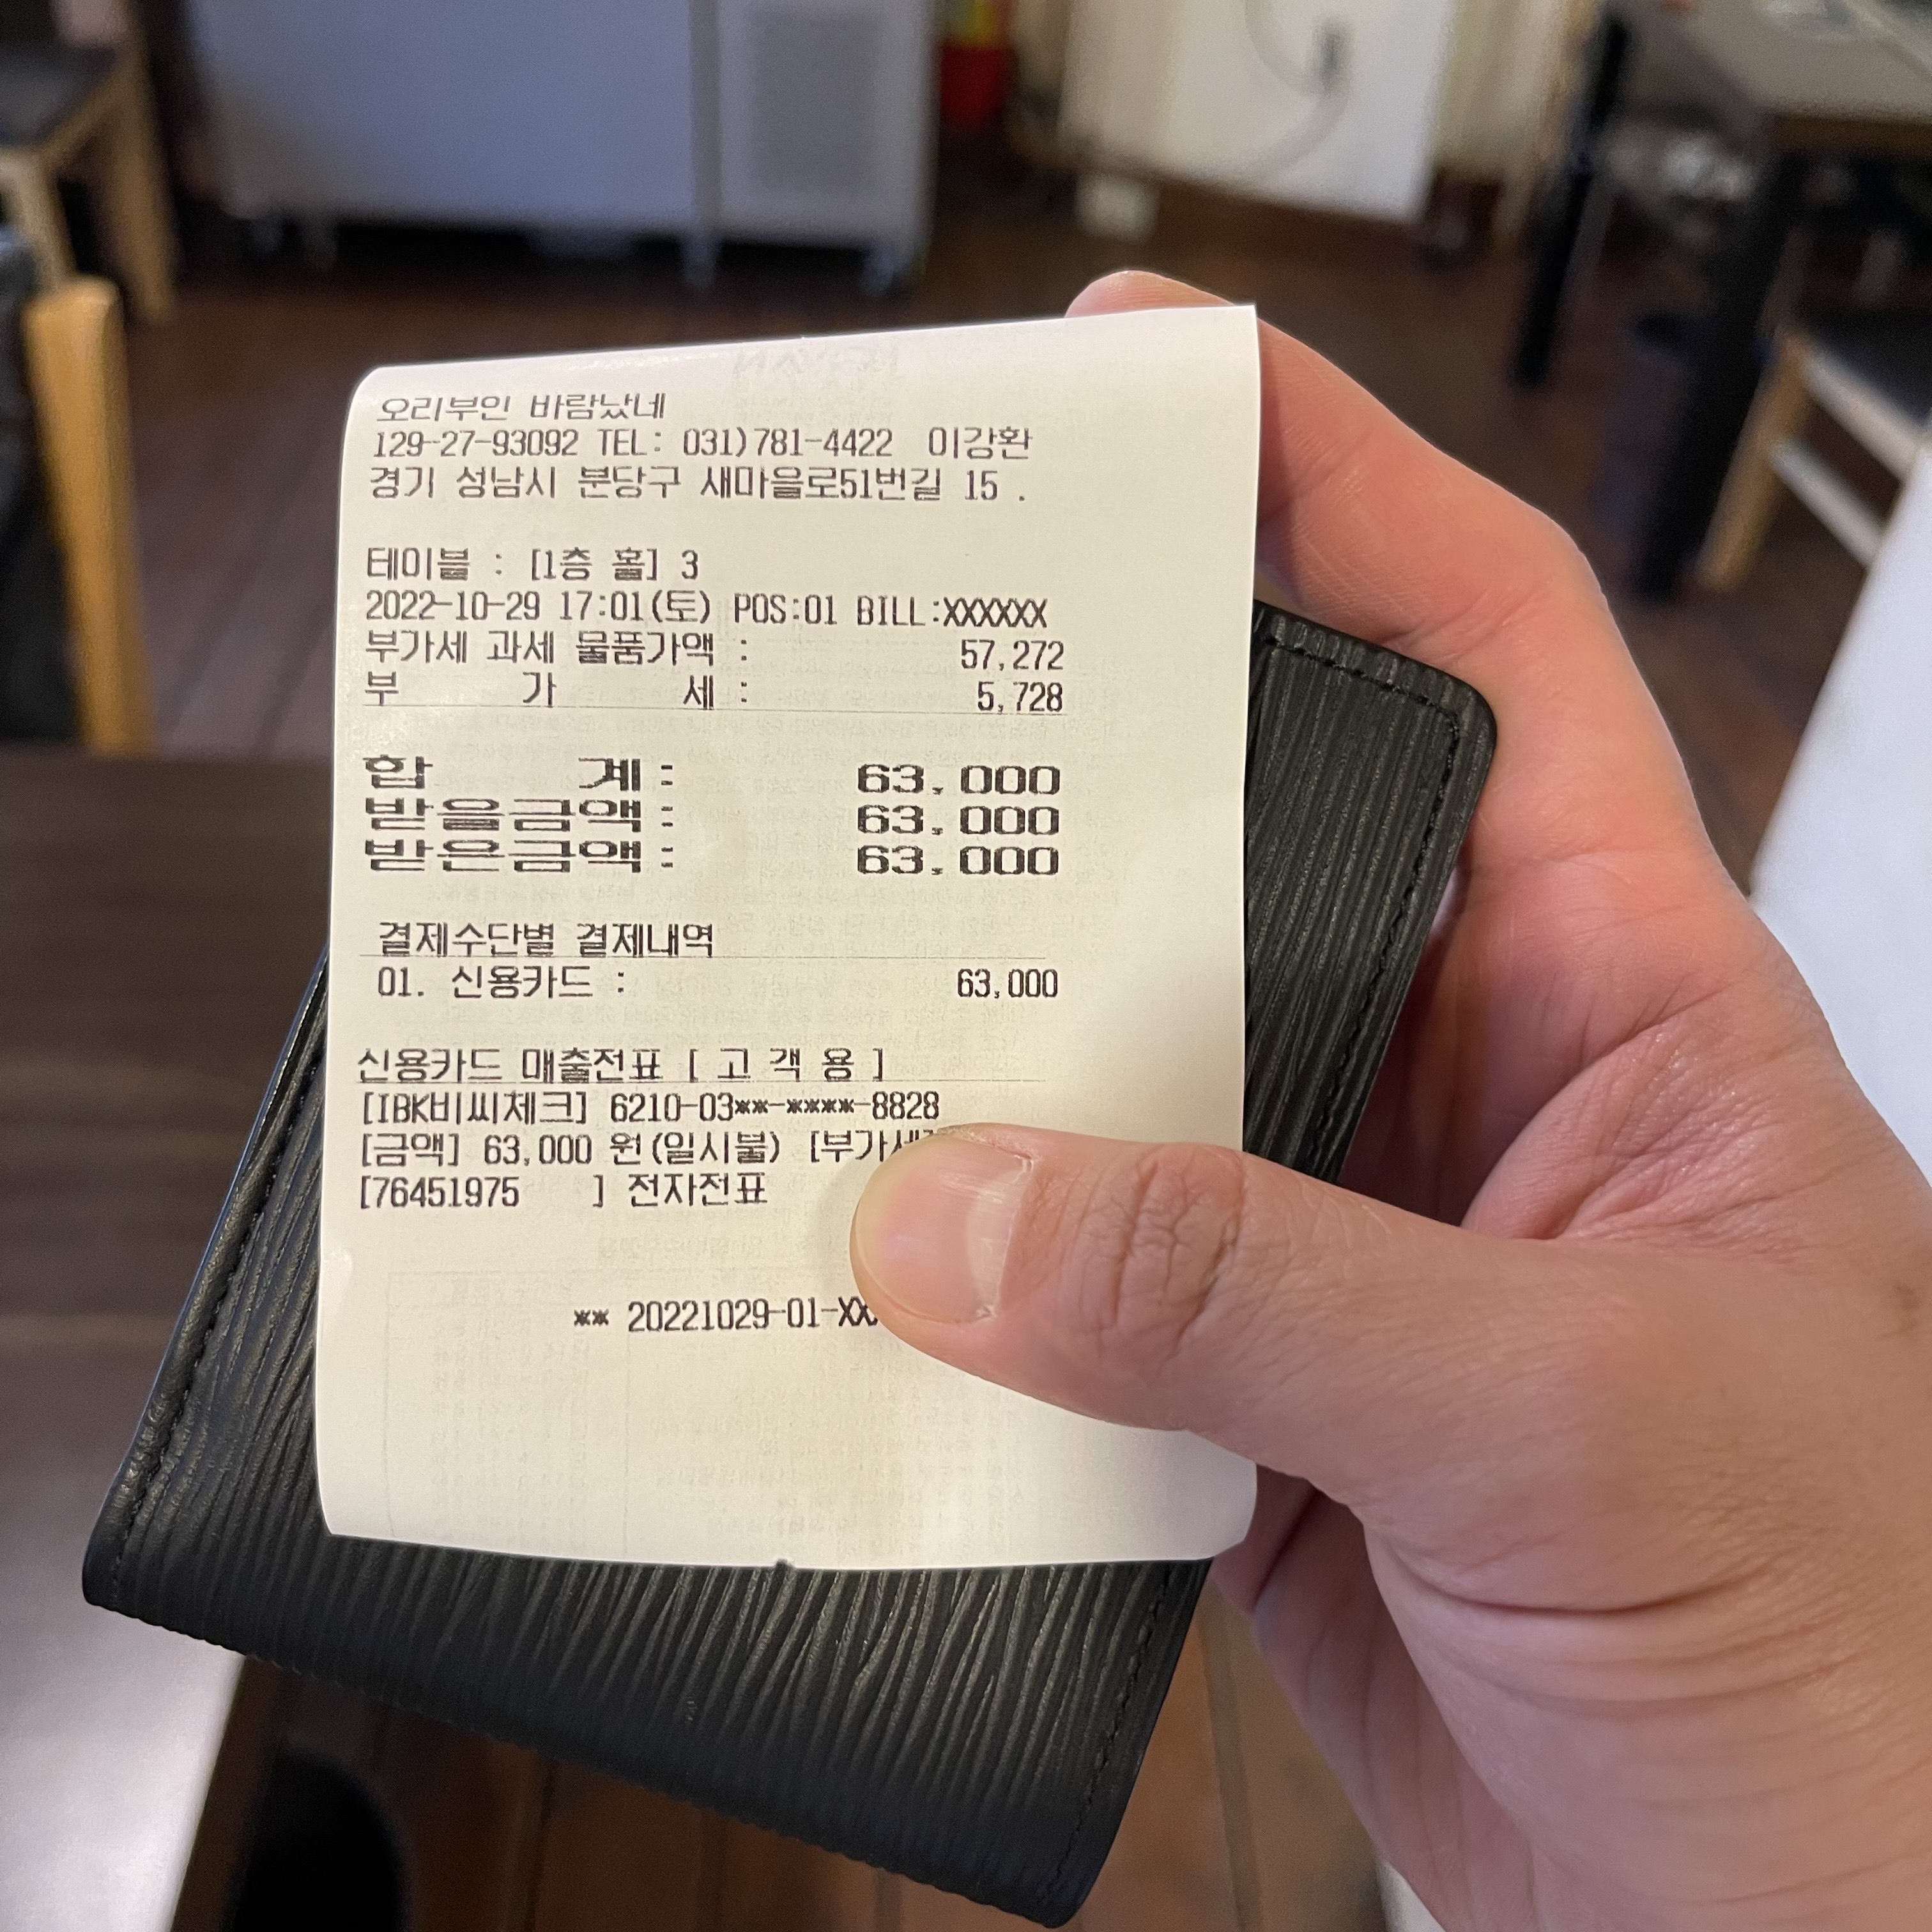 오리부인 바람났네
129-27-93092 TEL: 031)781-4422 이강환
경기 성남시 분당구 새마을로51번길 15 .
테이블 : [1층 홀] 3
2022-10-29 17:01(토) POS:01 BILL:XXXXXX
부가세 과세 물품가액 : 57,272
부 가 세 : 5,728
합 계: 63,000
받을금액: 63,000
받은금액: 63,000
결제수단별 결제내역
01. 신용카드 : 63,000
신용카드 매출전표 [ 고 객 용 ]
[IBK비씨체크] 6210-03**-****-8828
[금액] 63,000 원(일시불) [부가세
[76451975 ] 전자전표
** 20221029-01-XX